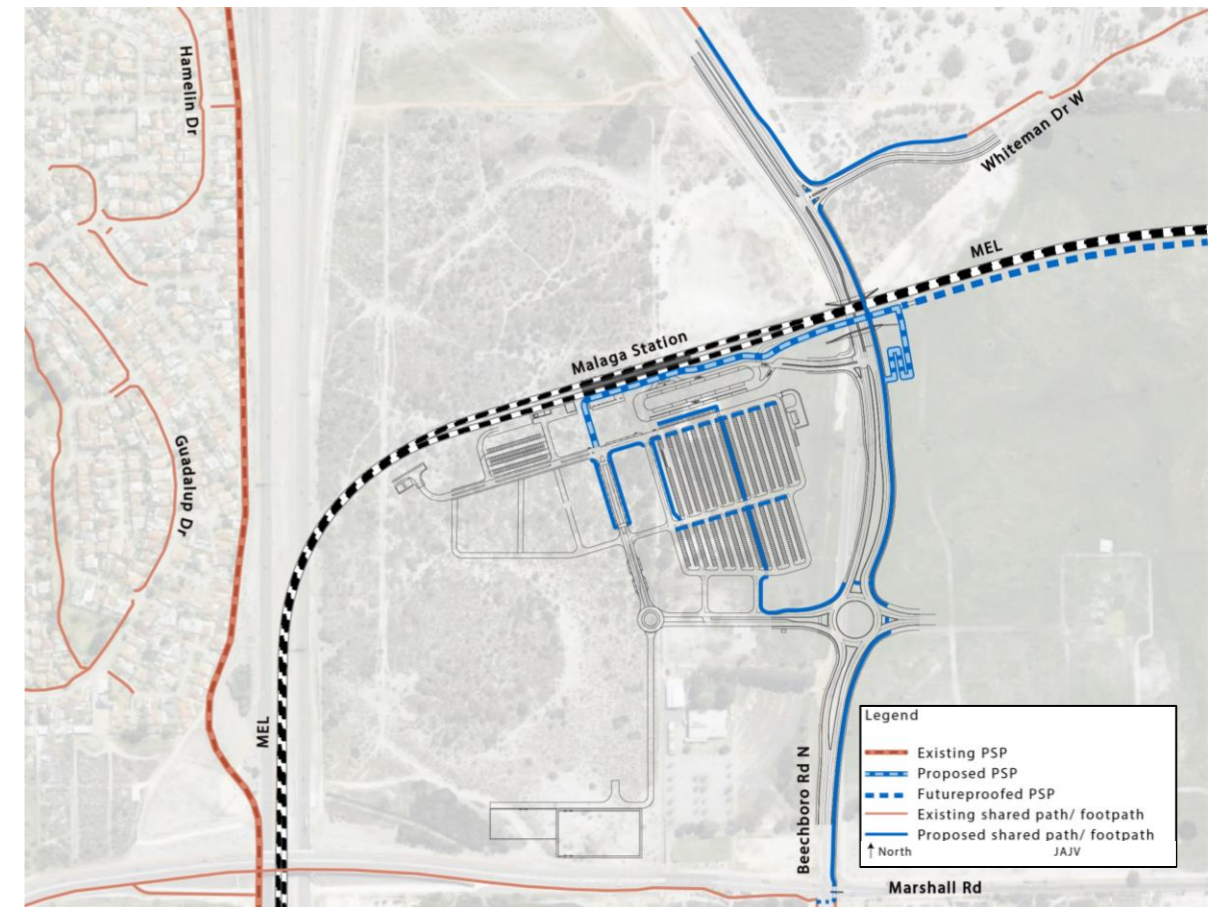 Hamelin Dr
Whiteman Dr W
MEL
Malaga Station
Guadalup Dr
MEL
Beechboro Rd N
Legend
Existing PSP
Proposed PSP
Futureproofed PSP
Existing shared path/ footpath
Proposed shared path/ footpath
North
JAJV
Marshall Rd